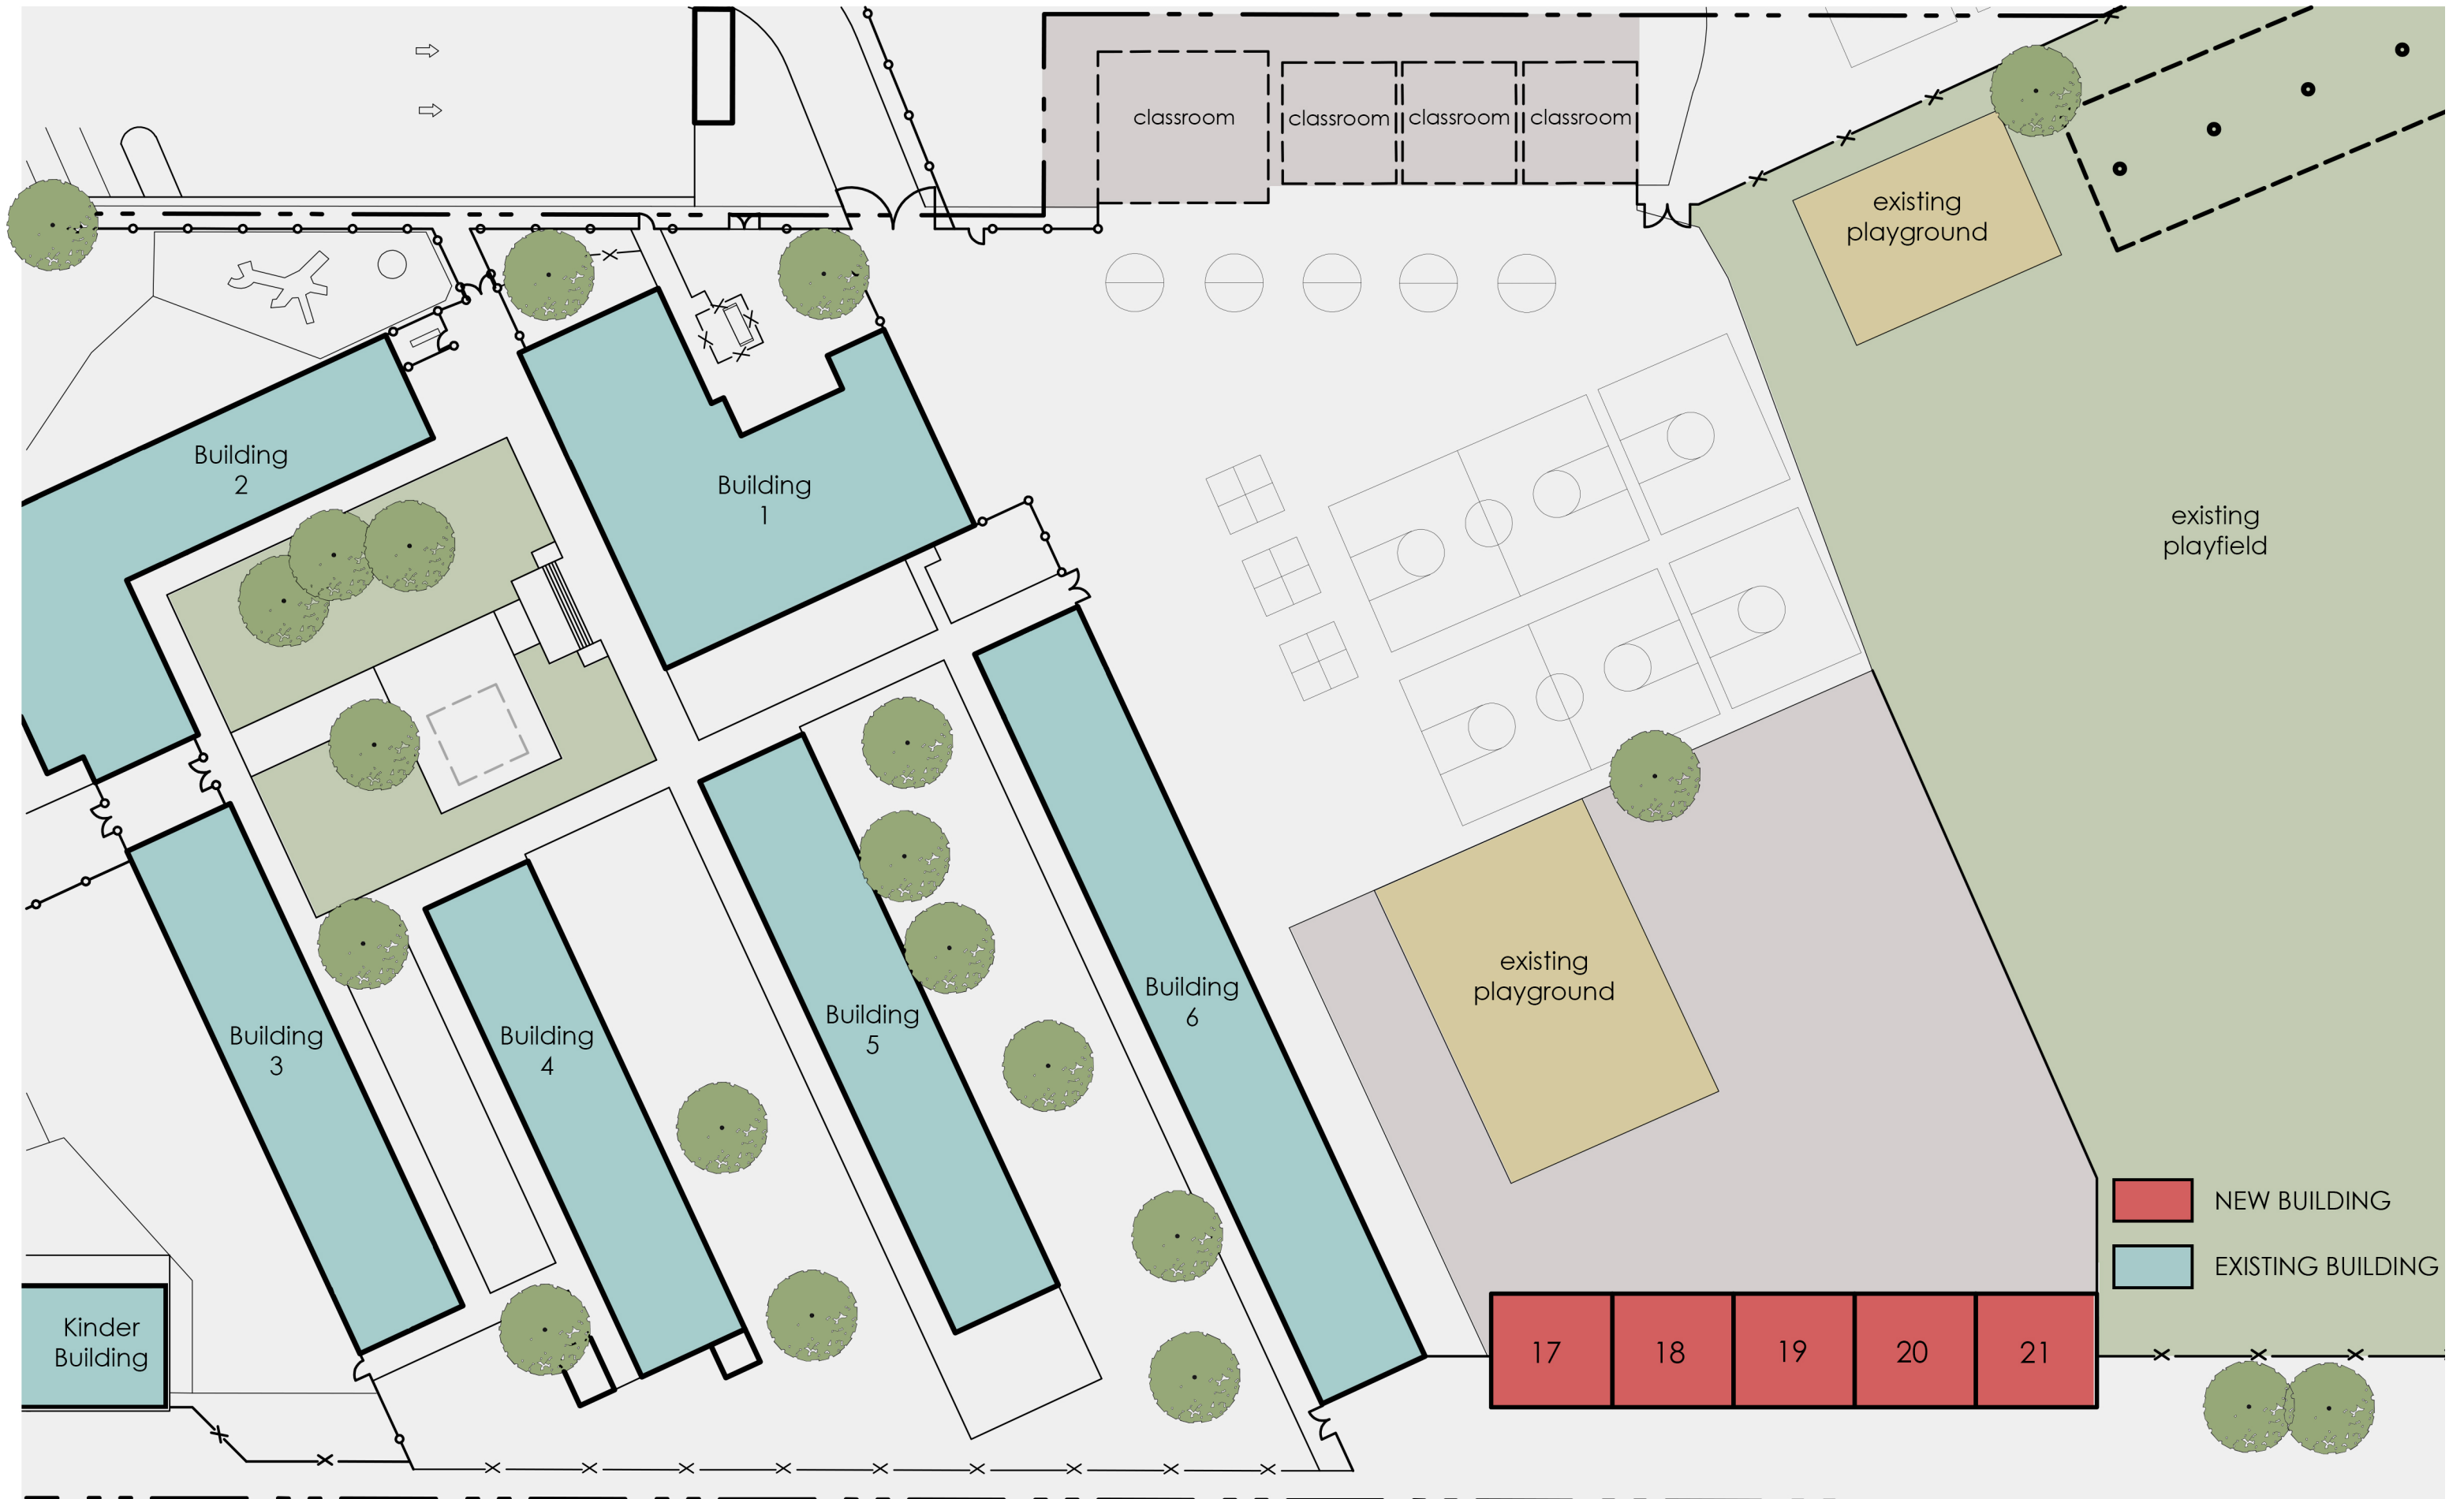 classroom
classroom
classroom
classroom
existing
playground
Building
2
Building
1
existing
playfield
existing
playground
Building
6
Building
5
Building
3
Building
4
NEW BUILDING
EXISTING BUILDING
Kinder
Building
17
18
19
20
21